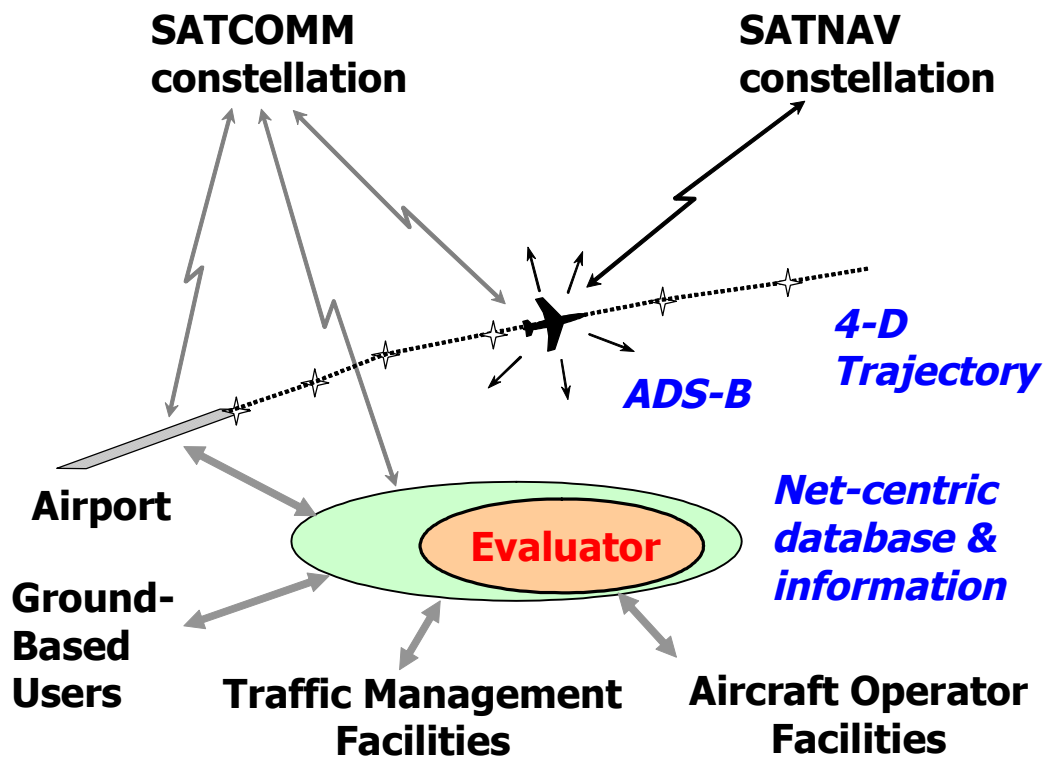 SATCOMM
constellation
SATNAV
constellation
4-D
Trajectory
ADS-B
Airport
Net-centric
database &
information
Evaluator
Ground-
Based
Users
Traffic Management
Facilities
Aircraft Operator
Facilities